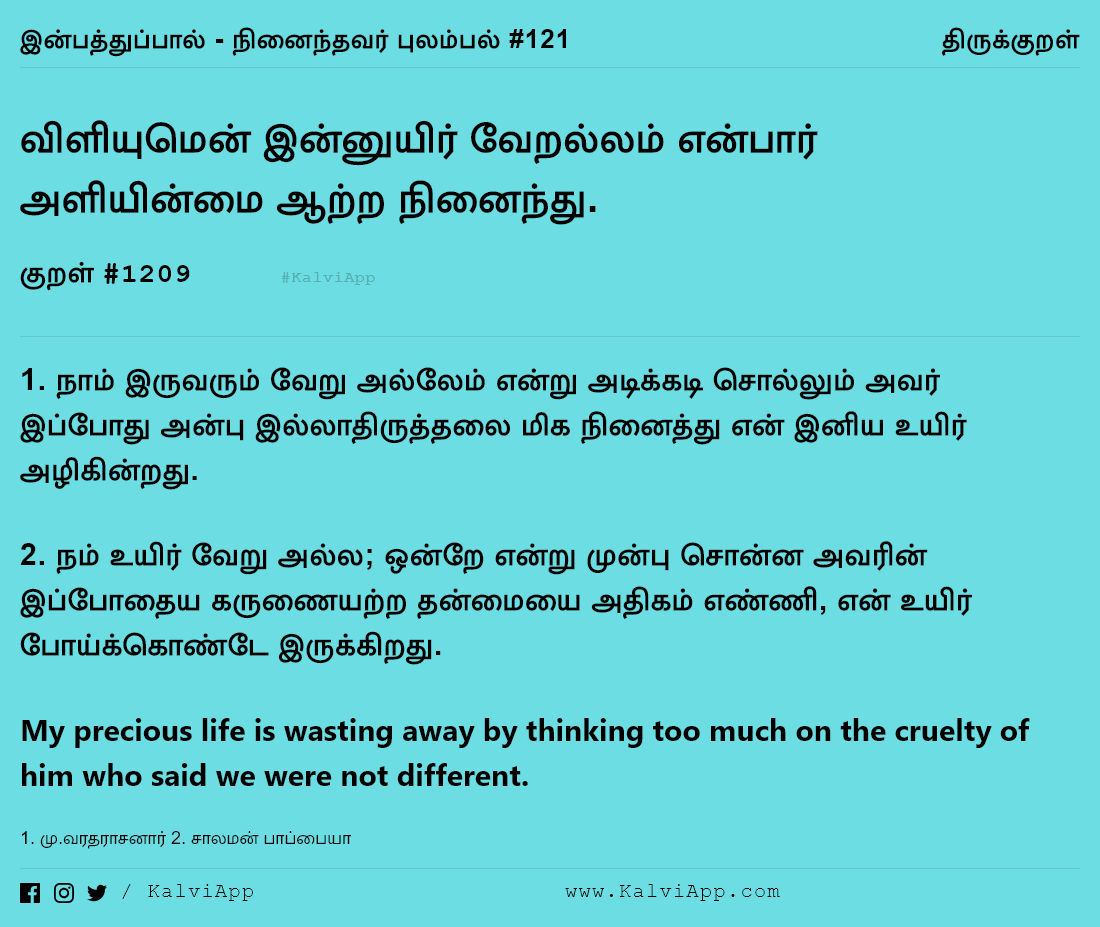 இன்பத்துப்பால் - நினைந்தவர் புலம்பல் #121
திருக்குறள்
விளியுமென் இன்னுயிர் வேறல்லம் என்பார்
அளியின்மை ஆற்ற நினைந்து.
குறள் #1209
#KalviApp
1. நாம் இருவரும் வேறு அல்லேம் என்று அடிக்கடி சொல்லும் அவர்
இப்போது அன்பு இல்லாதிருத்தலை மிக நினைத்து என் இனிய உயிர்
அழிகின்றது.
2. நம் உயிர் வேறு அல்ல; ஒன்றே என்று முன்பு சொன்ன அவரின்
இப்போதைய கருணையற்ற தன்மையை அதிகம் எண்ணி, என் உயிர்
போய்க்கொண்டே இருக்கிறது.
My precious life is wasting away by thinking too much on the cruelty of
him who said we were not different.
1. மு.வரதராசனார் 2. சாலமன் பாப்பையா
/ KalviApp
www.KalviApp.com